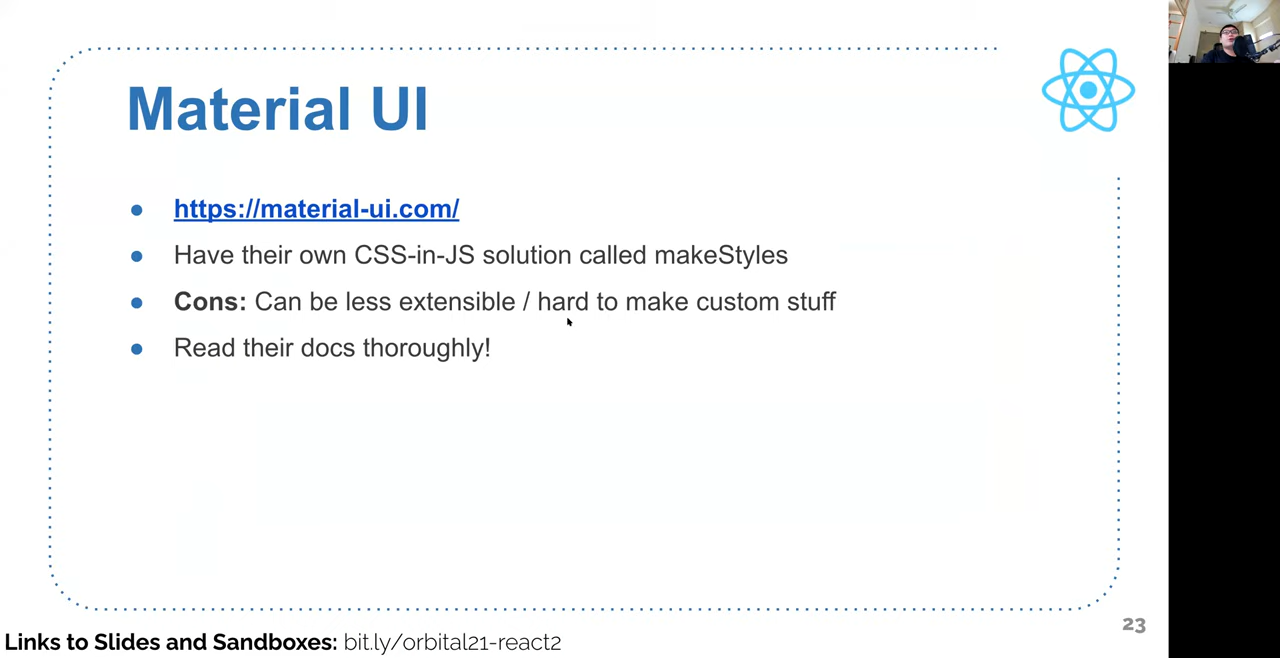 Material UI
https://material-ui.com/
Have their own CSS-in-JS solution called makeStyles
Cons: Can be less extensible / hard to make custom stuff
Read their docs thoroughly!
23
Links to Slides and Sandboxes: bit.ly/orbital21-react2